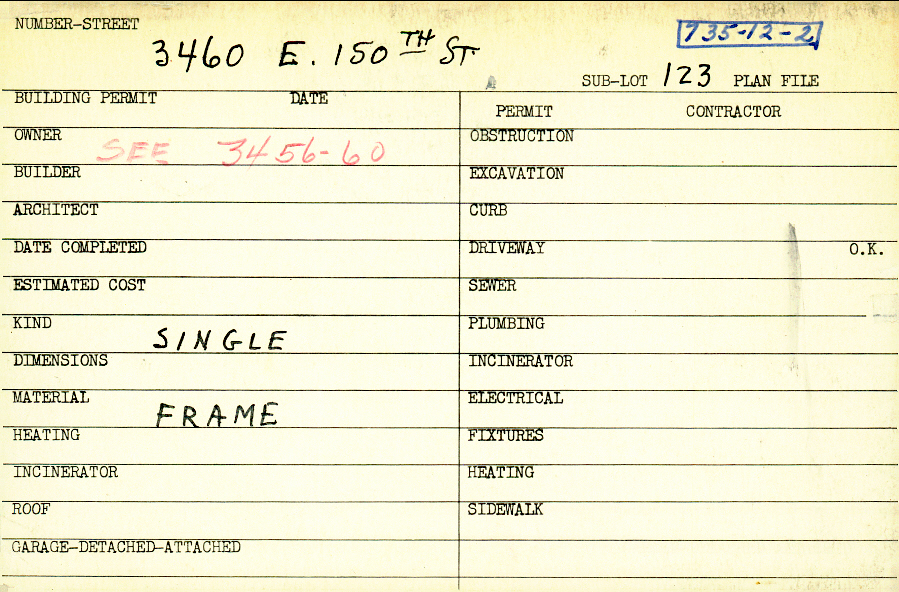 NUMBER-STREET
3460 E. 150TH ST
735-12-2
SUB-LOT 123 PLAN FILE
BUILDING PERMIT DATE
PERMIT CONTRACTOR
OWNER SEE 3456-60
OBSTRUCTION
BUILDER
EXCAVATION
ARCHITECT
CURB
DATE COMPLETED
DRIVEWAY O.K.
ESTIMATED COST
SEWER
KIND SINGLE
PLUMBING
DIMENSIONS
INCINERATOR
MATERIAL FRAME
ELECTRICAL
HEATING
FIXTURES
INCINERATOR
HEATING
ROOF
SIDEWALK
GARAGE-DETACHED-ATTACHED